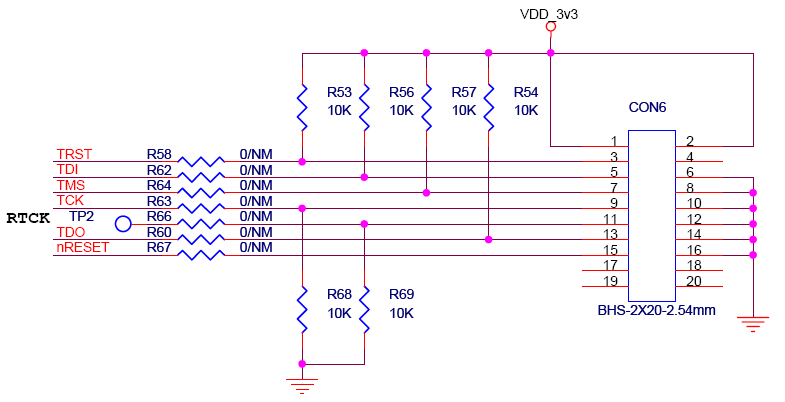 VDD_3v3
R53 R56 R57 R54
10K 10K 10K 10K
CON6
1 2
TRST R58 0/NM 3 4
TDI R62 0/NM 5 6
TMS R64 0/NM 7 8
TCK R63 0/NM 9 10
RTCK TP2 R66 0/NM 11 12
TDO R60 0/NM 13 14
nRESET R67 0/NM 15 16
17 18
19 20
R68 R69
10K 10K
BHS-2X20-2.54mm